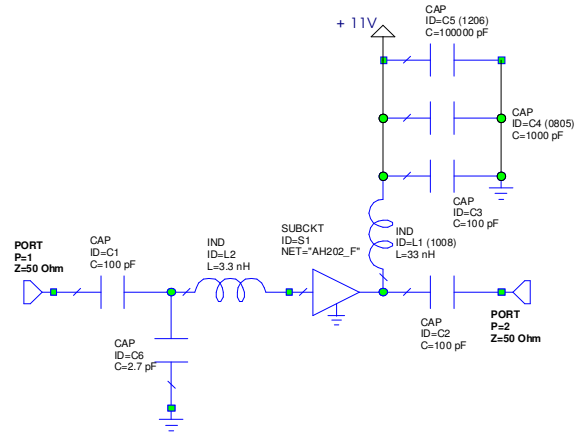 CAP
ID=C5 (1206)
C=100000 pF
+ 11V
CAP
ID=C4 (0805)
C=1000 pF
CAP
ID=C3
C=100 pF
SUBCKT
ID=S1
NET="AH202_F"
IND
ID=L1 (1008)
L=33 nH
PORT
P=1
Z=50 Ohm
CAP
ID=C1
C=100 pF
IND
ID=L2
L=3.3 nH
CAP
ID=C6
C=2.7 pF
CAP
ID=C2
C=100 pF
PORT
P=2
Z=50 Ohm